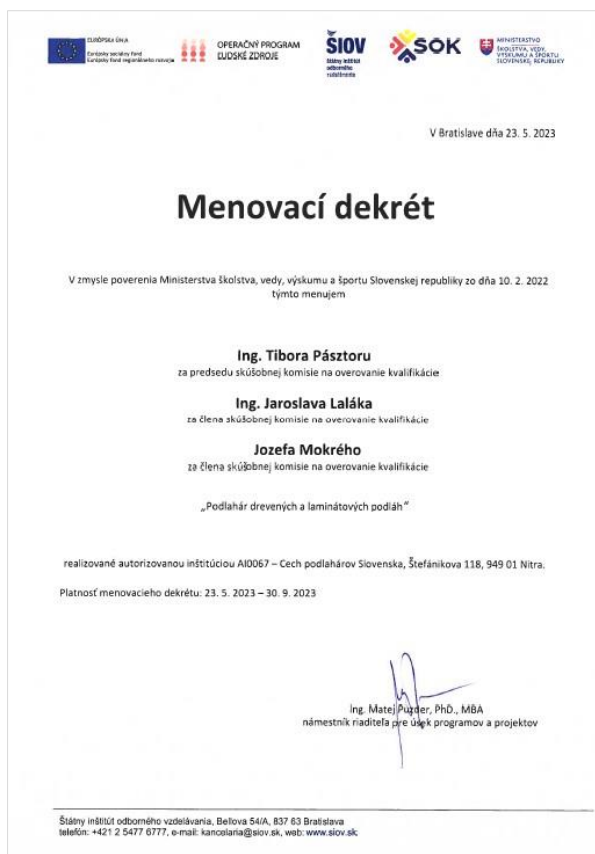 EURÓPSKA ÚNIA
Európsky sociálny fond
Európsky fond regionálneho rozvoja
OPERAČNÝ PROGRAM
ĽUDSKÉ ZDROJE
ŠIOV
Štátny inštitút
odborného
vzdelávania
SOK
MINISTERSTVO
ŠKOLSTVA, VEDY,
VÝSKUMU A ŠPORTU
SLOVENSKEJ REPUBLIKY
V Bratislave dňa 23. 5. 2023
Menovací dekrét
V zmysle poverenia Ministerstva školstva, vedy, výskumu a športu Slovenskej republiky zo dňa 10. 2. 2022
týmto menujem
Ing. Tibora Pásztoru
za predsedu skúšobnej komisie na overovanie kvalifikácie
Ing. Jaroslava Laláka
za člena skúšobnej komisie na overovanie kvalifikácie
Jozefa Mokrého
za člena skúšobnej komisie na overovanie kvalifikácie
„Podlahár drevených a laminátových podláh“
realizované autorizovanou inštitúciou AI0067 – Cech podlahárov Slovenska, Štefánikova 118, 949 01 Nitra.
Platnosť menovacieho dekrétu: 23. 5. 2023 – 30. 9. 2023
Ing. Matej Puzder, PhD., MBA
námestník riaditeľa pre úsek programov a projektov
Štátny inštitút odborného vzdelávania, Bellova 54/A, 837 63 Bratislava
telefón: +421 2 5477 6777, e-mail: kancelaria@siov.sk, web: www.siov.sk